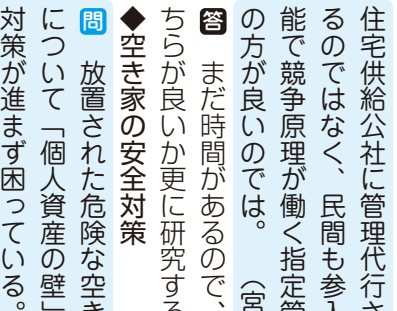 住宅供給公社に管理代行さ
るのではなく、民間も参入
能で競争原理が働く指定管
の方が良いのでは。（宮
答 まだ時間があるので、
ちらが良いか更に研究する
◆空き家の安全対策
問 放置された危険な空き
について「個人資産の壁」
対策が進まず困っている。